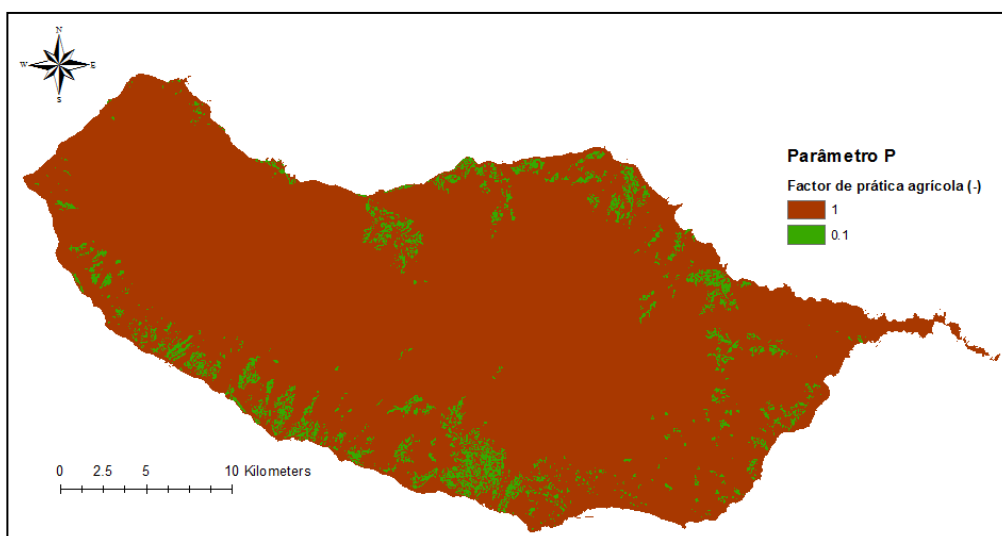 N
W E
S
Parâmetro P
Factor de prática agrícola (-)
1
0.1
0 2.5 5 10 Kilometers